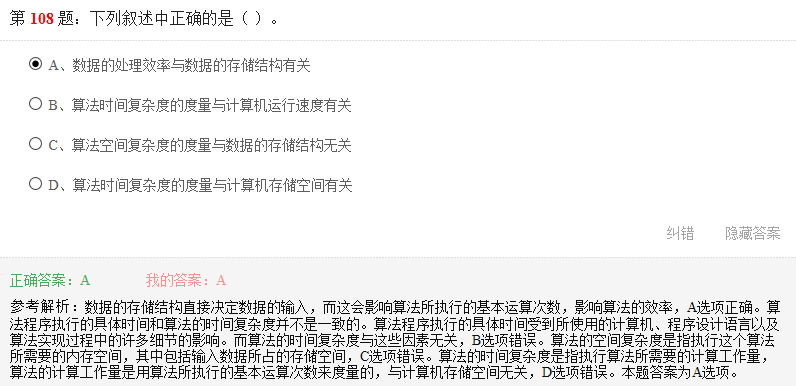 第 108 题：下列叙述中正确的是（ ）。
A、数据的处理效率与数据的存储结构有关
B、算法时间复杂度的度量与计算机运行速度有关
C、算法空间复杂度的度量与数据的存储结构无关
D、算法时间复杂度的度量与计算机存储空间有关
纠错 隐藏答案
正确答案：A 我的答案：A
参考解析：数据的存储结构直接决定数据的输入，而这会影响算法所执行的基本运算次数，影响算法的效率，A选项正确。算
法程序执行的具体时间和算法的时间复杂度并不是一致的。算法程序执行的具体时间受到所使用的计算机、程序设计语言以及
算法实现过程中的许多细节的影响。而算法的时间复杂度与这些因素无关，B选项错误。算法的空间复杂度是指执行这个算法
所需要的内存空间，其中包括输入数据所占的存储空间，C选项错误。算法的时间复杂度是指执行算法所需要的计算工作量，
算法的计算工作量是用算法所执行的基本运算次数来度量的，与计算机存储空间无关，D选项错误。本题答案为A选项。